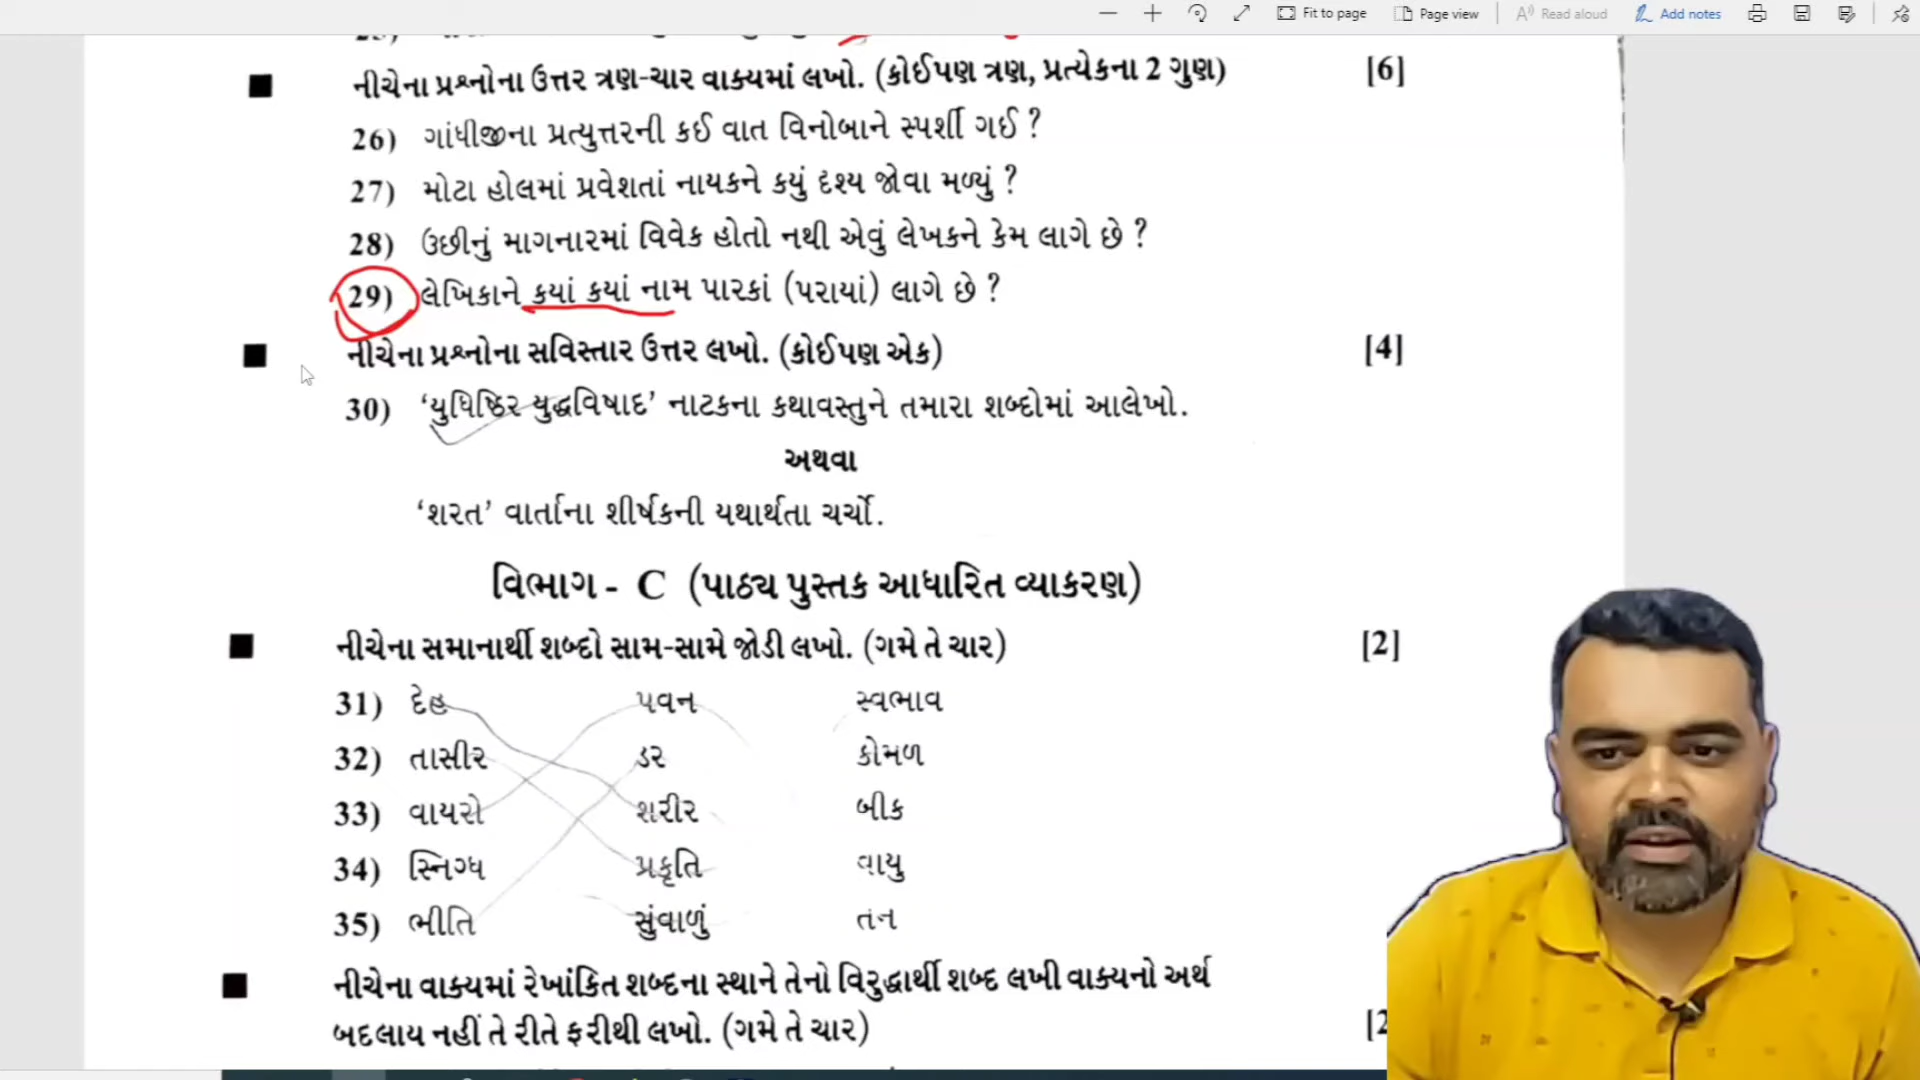 Fit to page
Page view
Read aloud
Add notes
નીચેના પ્રશ્નોના ઉત્તર ત્રણ-ચાર વાક્યમાં લખો. (કોઈપણ ત્રણ, પ્રત્યેકના 2 ગુણ) [6]
26) ગાંધીજીના પ્રત્યુત્તરની કઈ વાત વિનોબાને સ્પર્શી ગઈ ?
27) મોટા હોલમાં પ્રવેશતાં નાયકને કયું દૃશ્ય જોવા મળ્યું ?
28) ઉછીનું માગનારમાં વિવેક હોતો નથી એવું લેખકને કેમ લાગે છે ?
29) લેખિકાને કયાં કયાં નામ પારકાં (પરાયાં) લાગે છે ?
નીચેના પ્રશ્નોના સવિસ્તાર ઉત્તર લખો. (કોઈપણ એક) [4]
30) ‘યુધિષ્ઠિર યુદ્ધવિષાદ’ નાટકના કથાવસ્તુને તમારા શબ્દોમાં આલેખો.
અથવા
‘શરત’ વાર્તાના શીર્ષકની યથાર્થતા ચર્ચો.
વિભાગ - C (પાઠ્ય પુસ્તક આધારિત વ્યાકરણ)
નીચેના સમાનાર્થી શબ્દો સામ-સામે જોડી લખો. (ગમે તે ચાર) [2]
31) દેહ પવન સ્વભાવ
32) તાસીર ડર કોમળ
33) વાયરો શરીર બીક
34) સ્નિગ્ધ પ્રકૃતિ વાયુ
35) ભીતિ સુંવાળું તન
નીચેના વાક્યમાં રેખાંકિત શબ્દના સ્થાને તેનો વિરુદ્ધાર્થી શબ્દ લખી વાક્યનો અર્થ
બદલાય નહીં તે રીતે ફરીથી લખો. (ગમે તે ચાર) [2